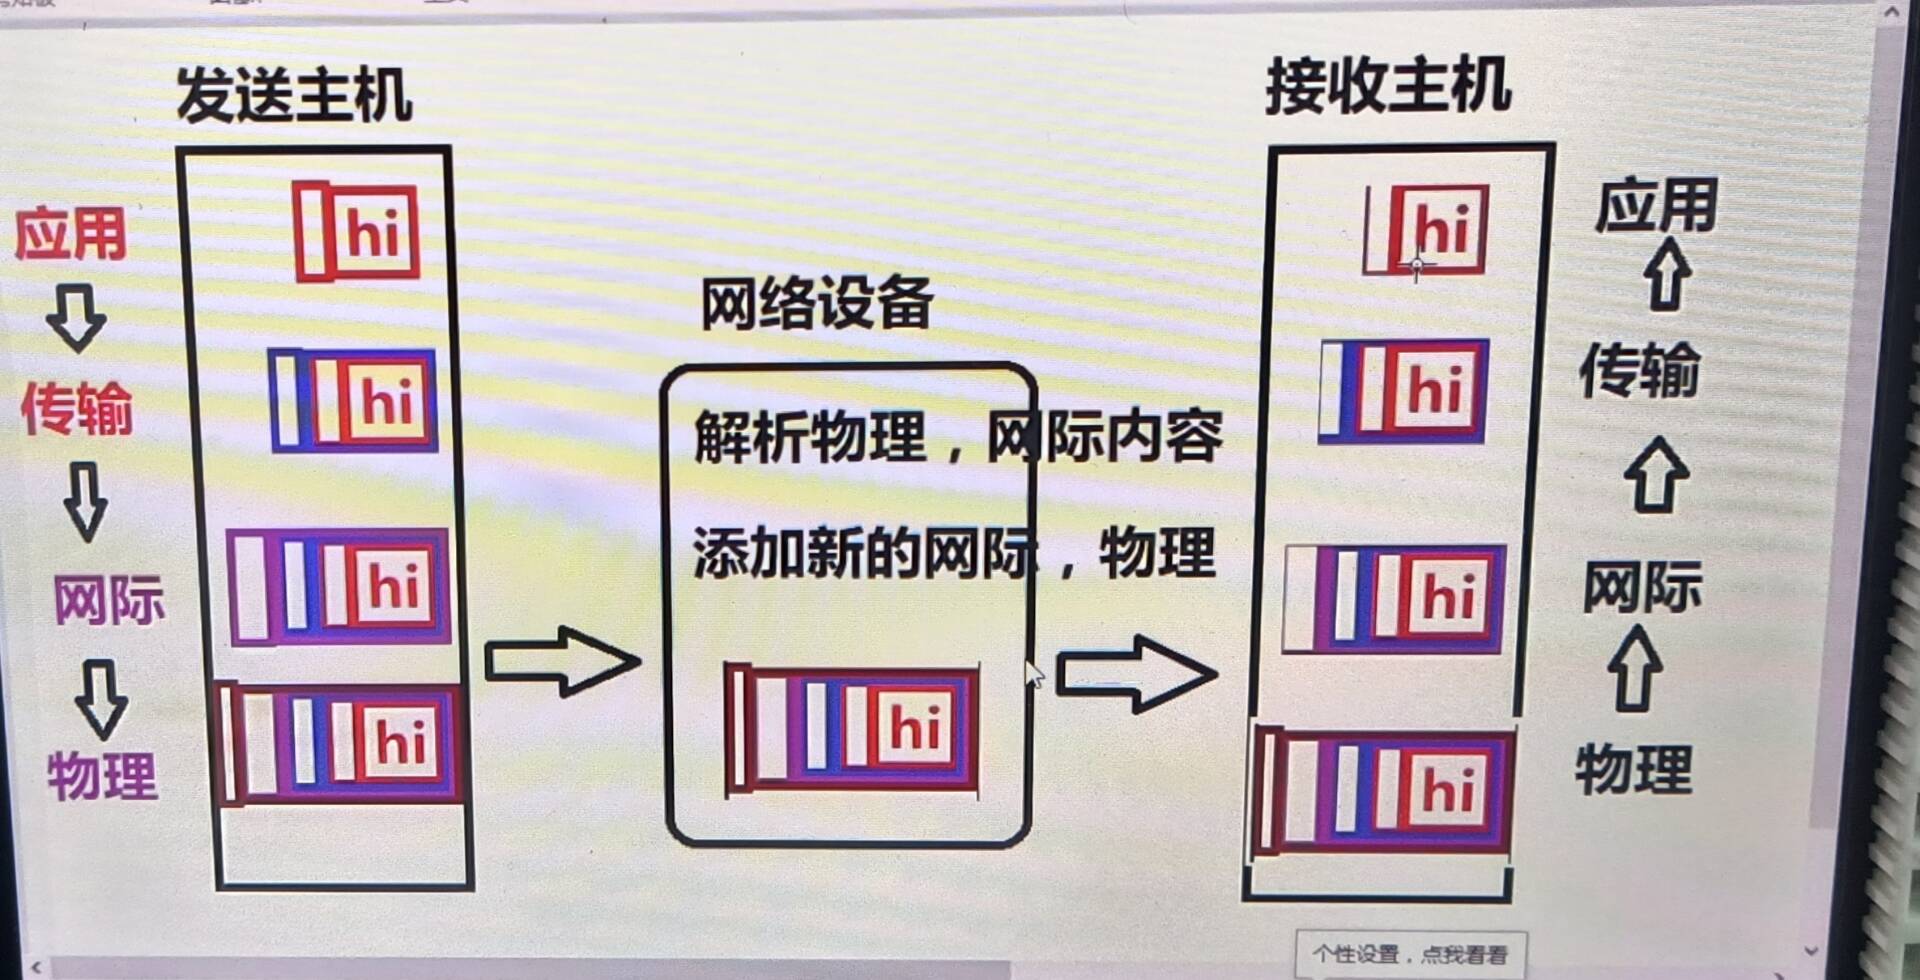 发送主机
接收主机
应用
hi
hi
应用
网络设备
传输
hi
hi
传输
解析物理，网际内容
添加新的网际，物理
网际
hi
hi
网际
物理
hi
hi
hi
物理
个性设置，点我看看